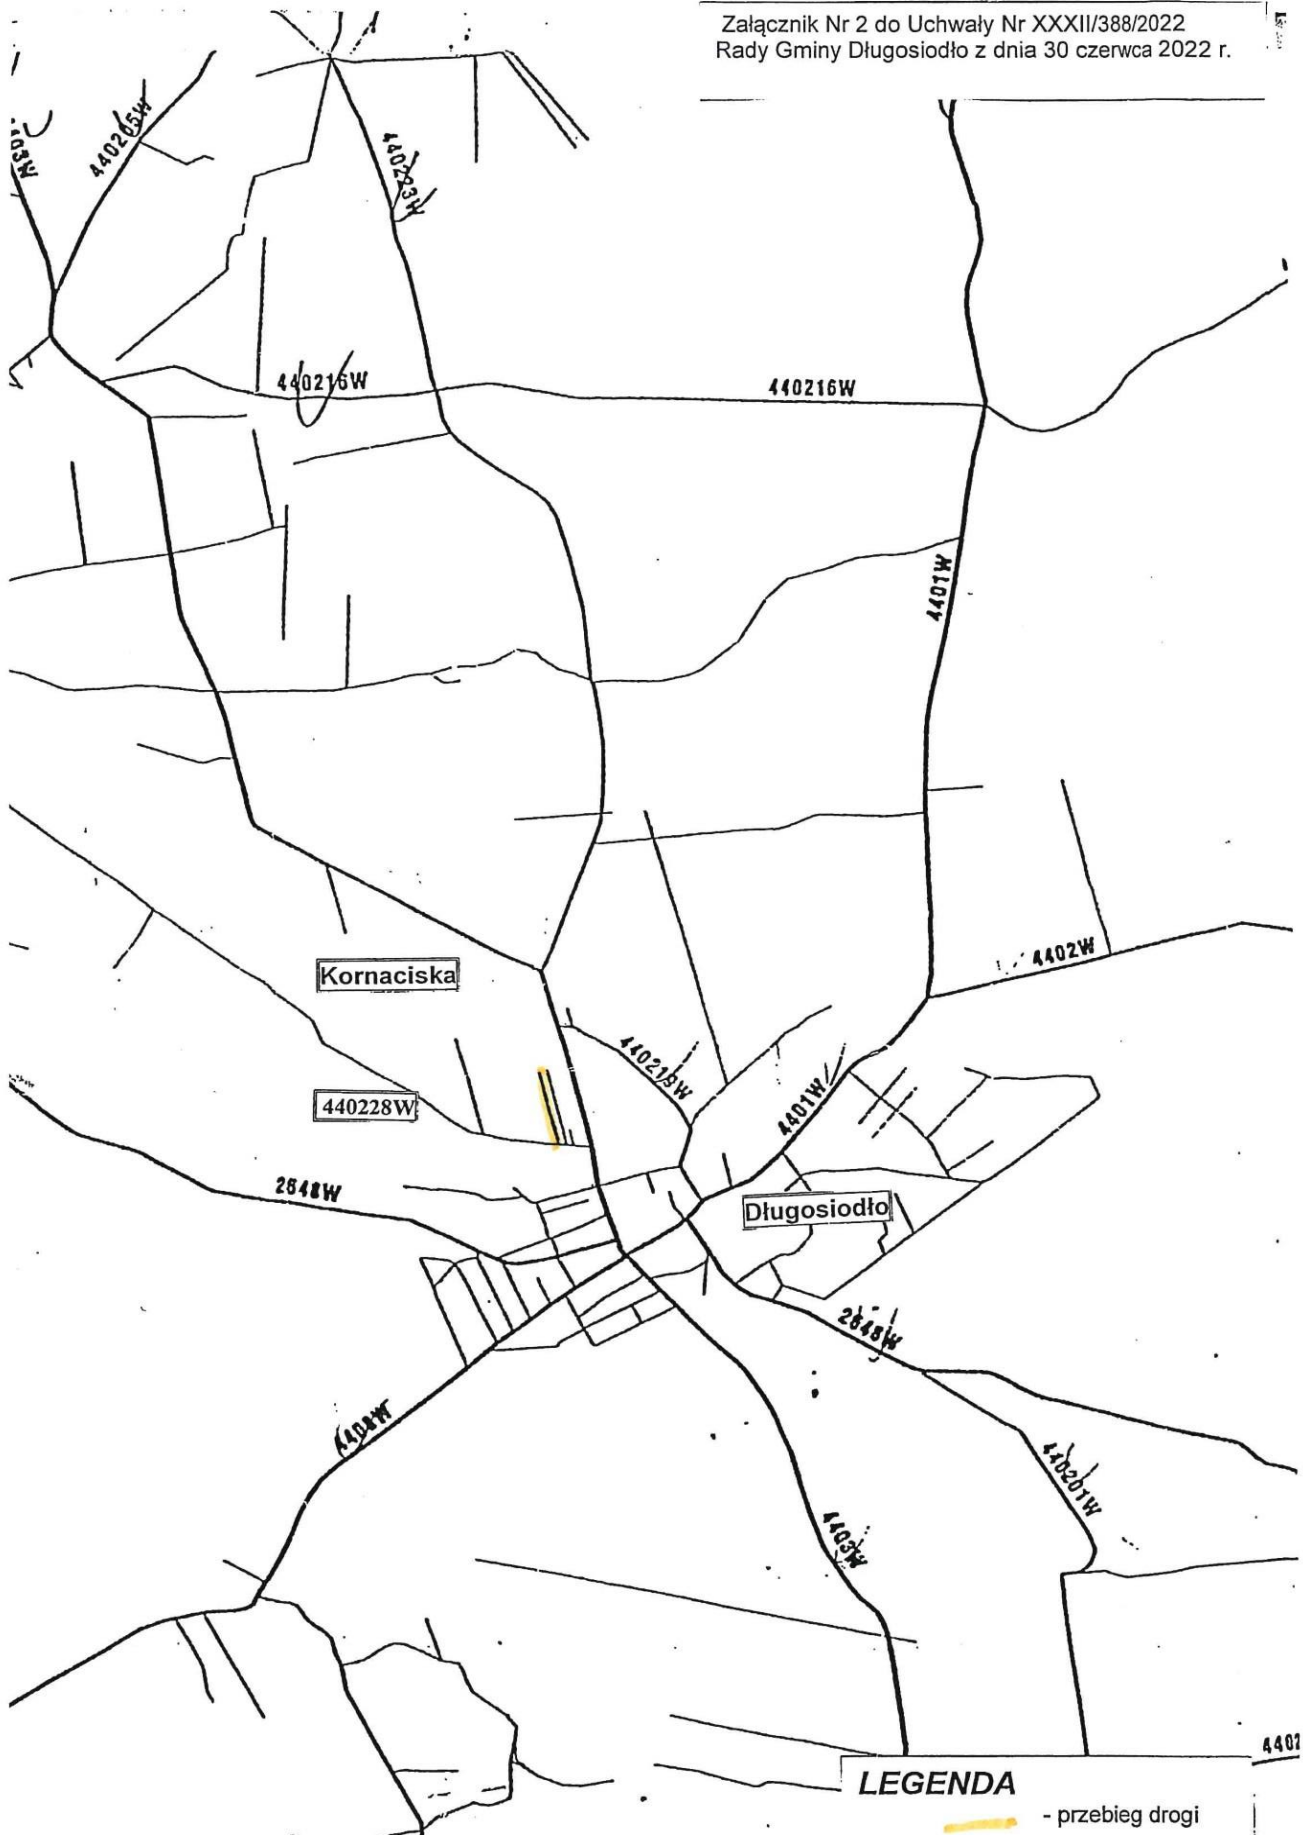 Załącznik Nr 2 do Uchwały Nr XXXII/388/2022
Rady Gminy Długosiodło z dnia 30 czerwca 2022 r.
440205W
440223W
440216W
440216W
4401W
4402W
Kornaciska
440219W
440228W
4401W
2648W
Długosiodło
2648W
4408W
440201W
4403W
LEGENDA
- przebieg drogi